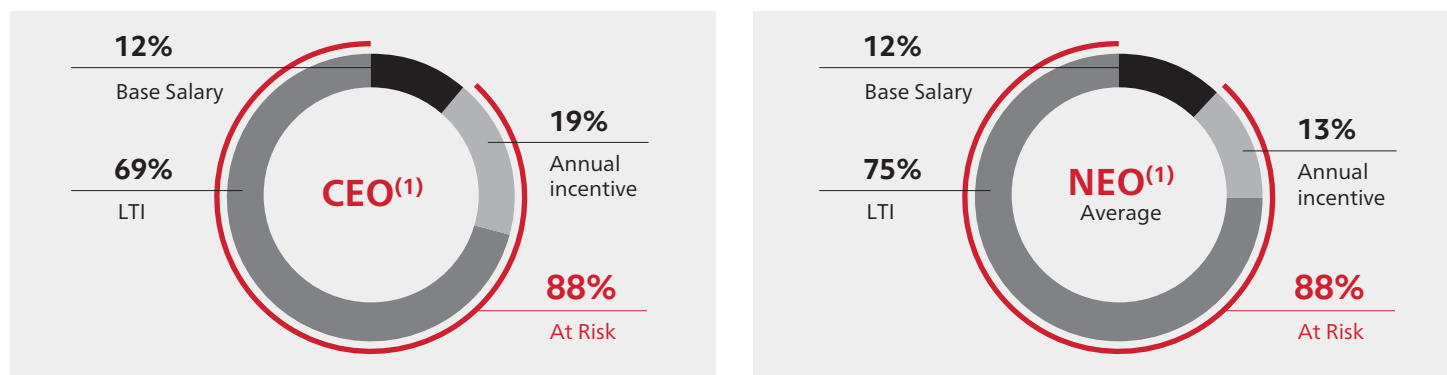 12%
Base Salary
19%
Annual
incentive
69%
LTI
CEO(1)
88%
At Risk
12%
Base Salary
13%
Annual
incentive
75%
LTI
NEO(1)
Average
88%
At Risk